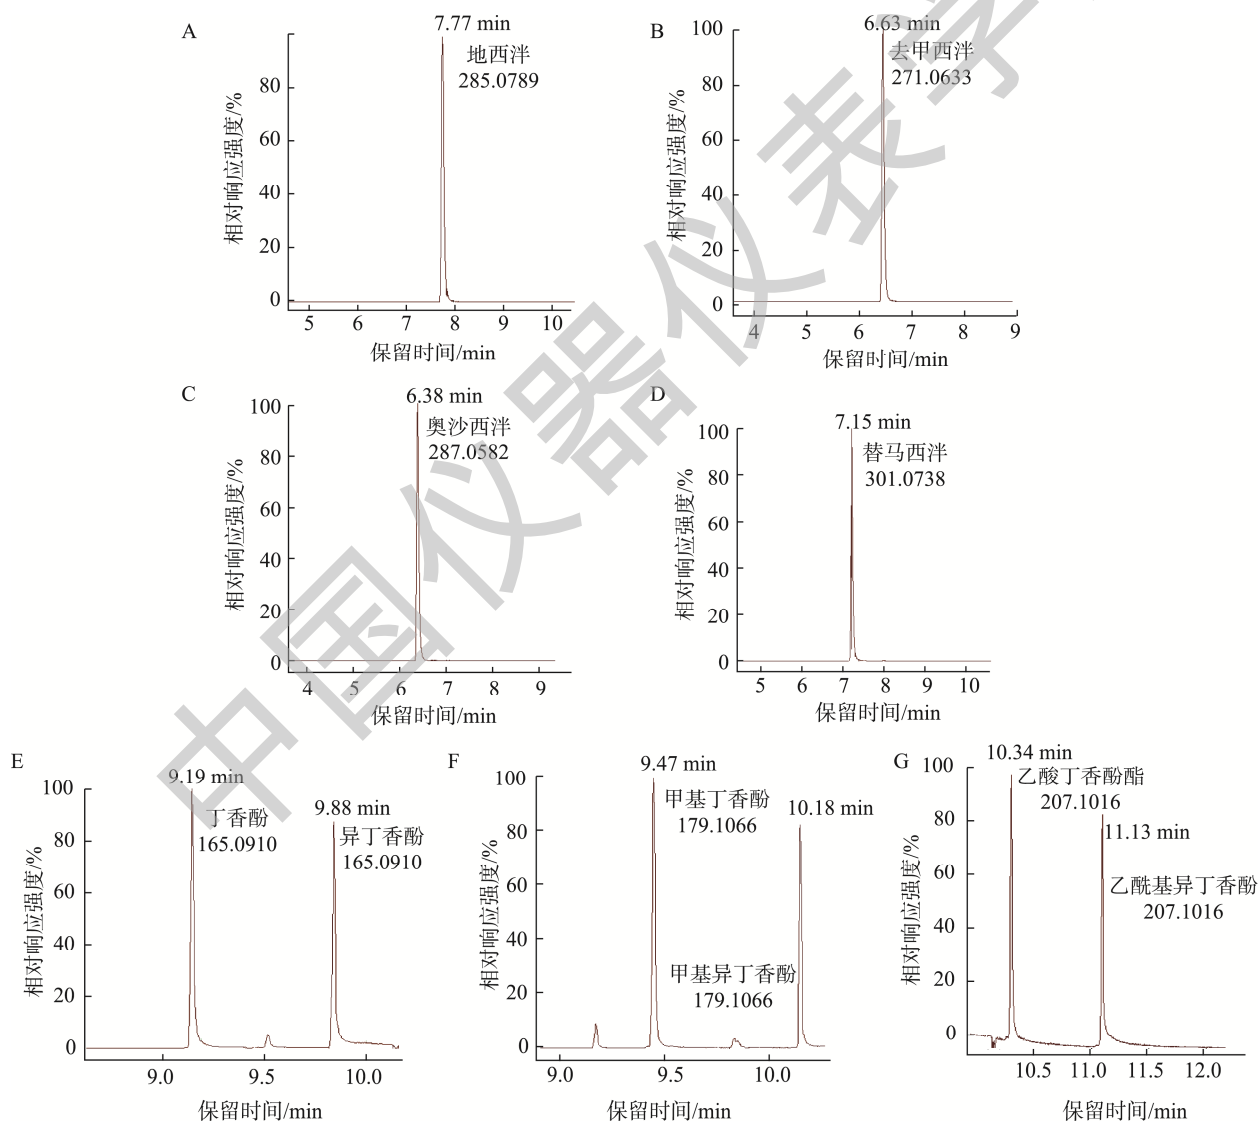 A
7.77 min
地西泮
285.0789
80
60
40
20
0
相对响应强度/%
5 6 7 8 9 10
保留时间/min
B
6.63 min
去甲西泮
271.0633
100
80
60
40
20
0
相对响应强度/%
4 5 6 7 8 9
保留时间/min
C
6.38 min
奥沙西泮
287.0582
100
80
60
40
20
0
相对响应强度/%
4 5 6 7 8 9
保留时间/min
D
7.15 min
替马西泮
301.0738
100
80
60
40
20
0
相对响应强度/%
5 6 7 8 9 10
保留时间/min
E
9.19 min
丁香酚
165.0910
9.88 min
异丁香酚
165.0910
100
80
60
40
20
0
相对响应强度/%
9.0 9.5 10.0
保留时间/min
F
9.47 min
甲基丁香酚
179.1066
10.18 min
甲基异丁香酚
179.1066
100
80
60
40
20
0
相对响应强度/%
9.0 9.5 10.0
保留时间/min
G
10.34 min
乙酸丁香酚酯
207.1016
11.13 min
乙酰基异丁香酚
207.1016
100
80
60
40
20
0
相对响应强度/%
10.5 11.0 11.5 12.0
保留时间/min
中国仪器仪表学